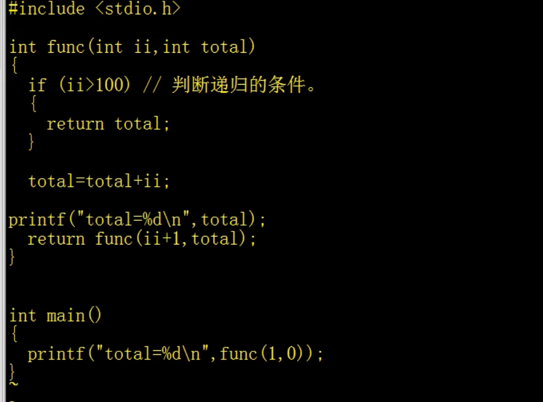 #include <stdio.h>
int func(int ii,int total)
{
if (ii>100) // 判断递归的条件。
{
return total;
}
total=total+ii;
printf("total=%d\n",total);
return func(ii+1,total);
}
int main()
{
printf("total=%d\n",func(1,0));
}
~